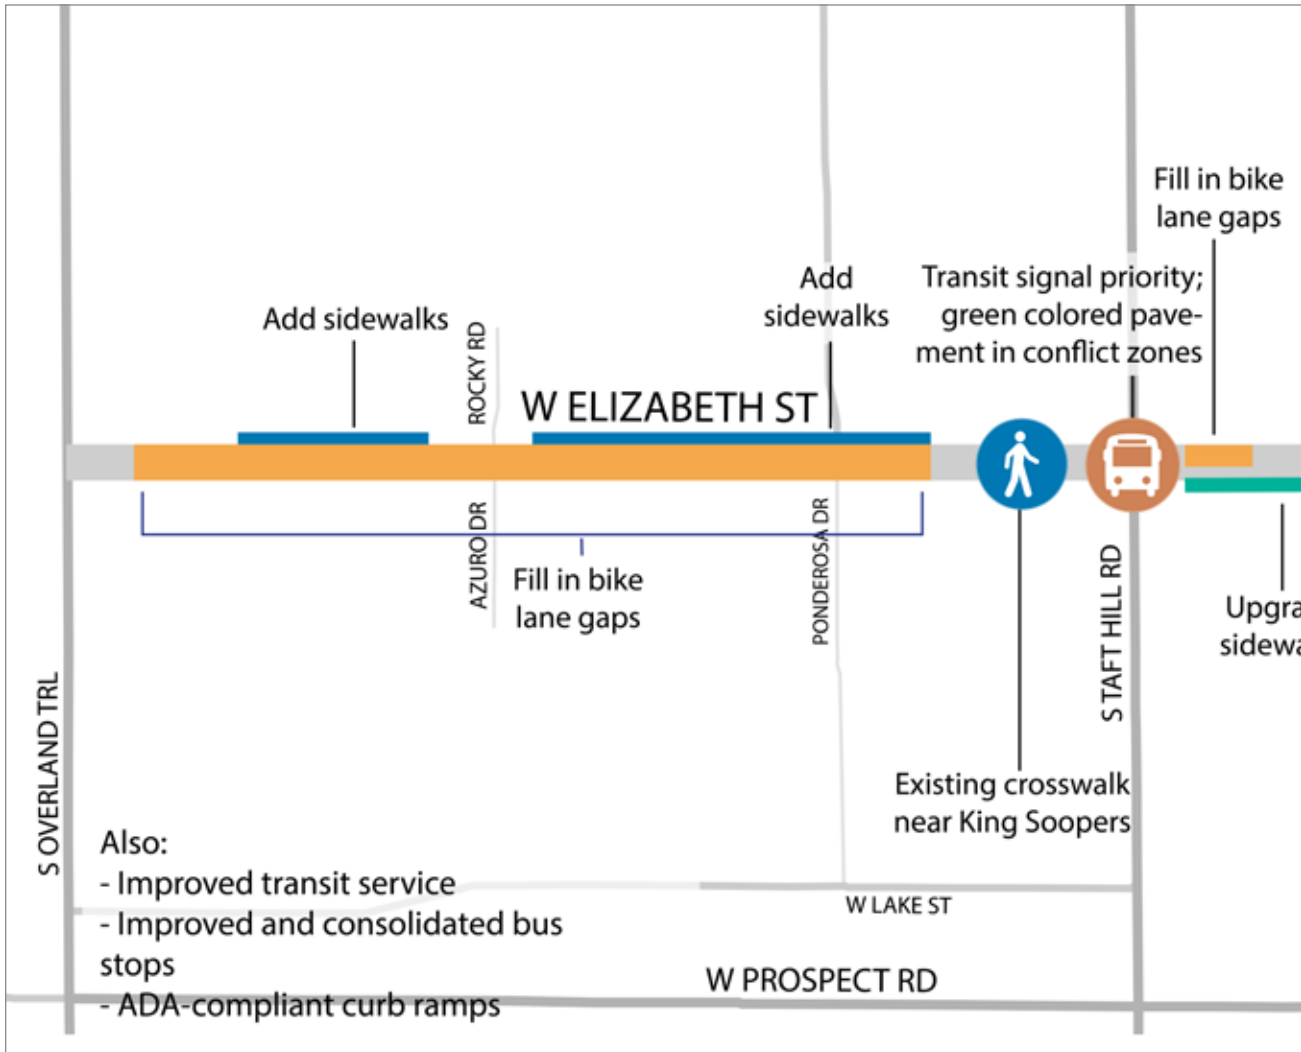 Fill in bike
lane gaps
Transit signal priority;
green colored pave-
ment in conflict zones
Add
sidewalks
Add sidewalks
ROCKY RD
W ELIZABETH ST
AZURO DR
PONDEROSA DR
Fill in bike
lane gaps
S TAFT HILL RD
Upgra
sidewa
S OVERLAND TRL
Existing crosswalk
near King Soopers
Also:
- Improved transit service
- Improved and consolidated bus
stops
- ADA-compliant curb ramps
W LAKE ST
W PROSPECT RD